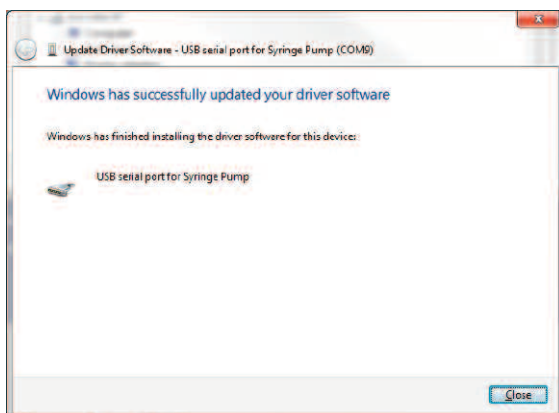 Update Driver Software - USB serial port for Syringe Pump (COM9)
Windows has successfully updated your driver software
Windows has finished installing the driver software for this device:
USB serial port for Syringe Pump
Close